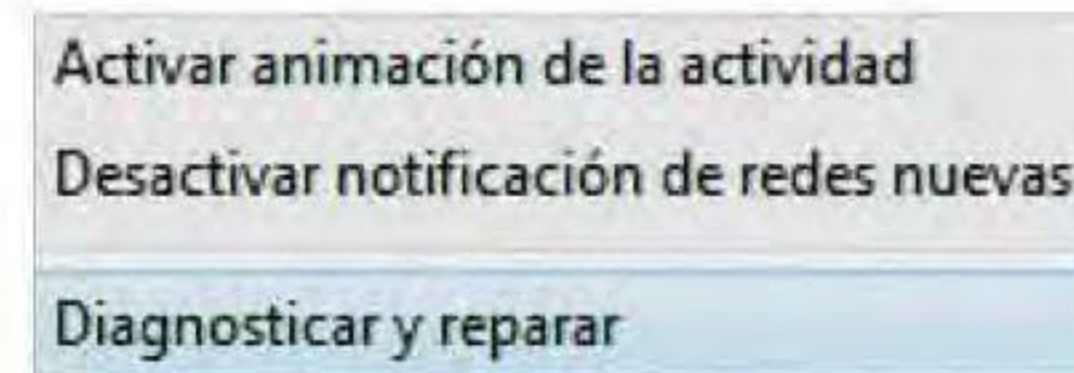 Activar animación de la actividad
Desactivar notificación de redes nuevas
Diagnosticar y reparar